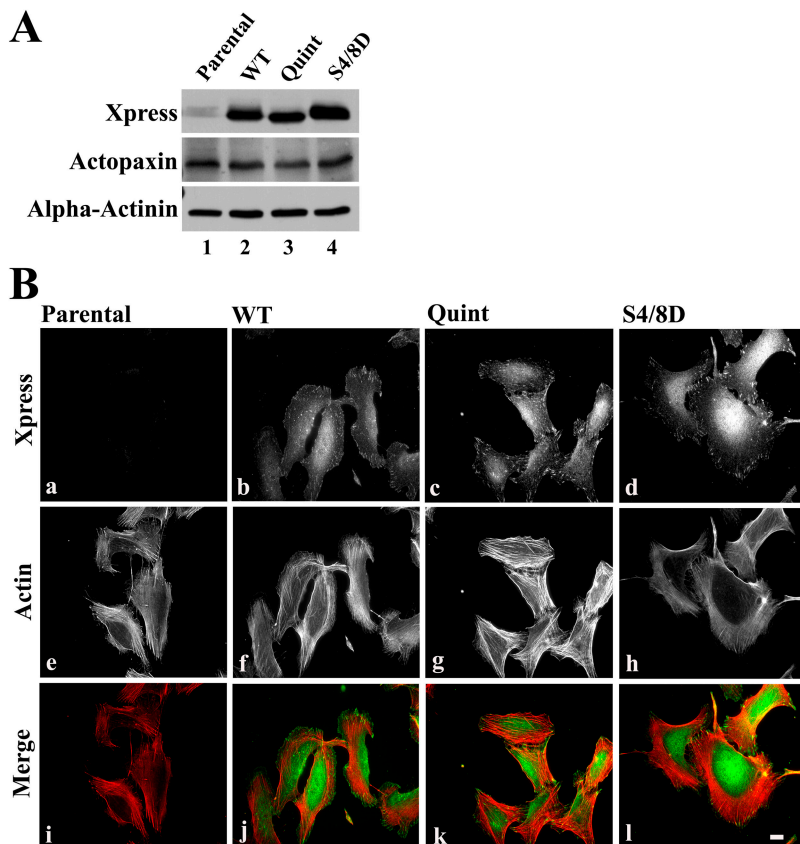 A
Parental WT Quint S4/8D
Xpress
Actopaxin
Alpha-Actinin
1 2 3 4
B
Parental WT Quint S4/8D
Xpress
a b c d
Actin
e f g h
Merge
i j k l